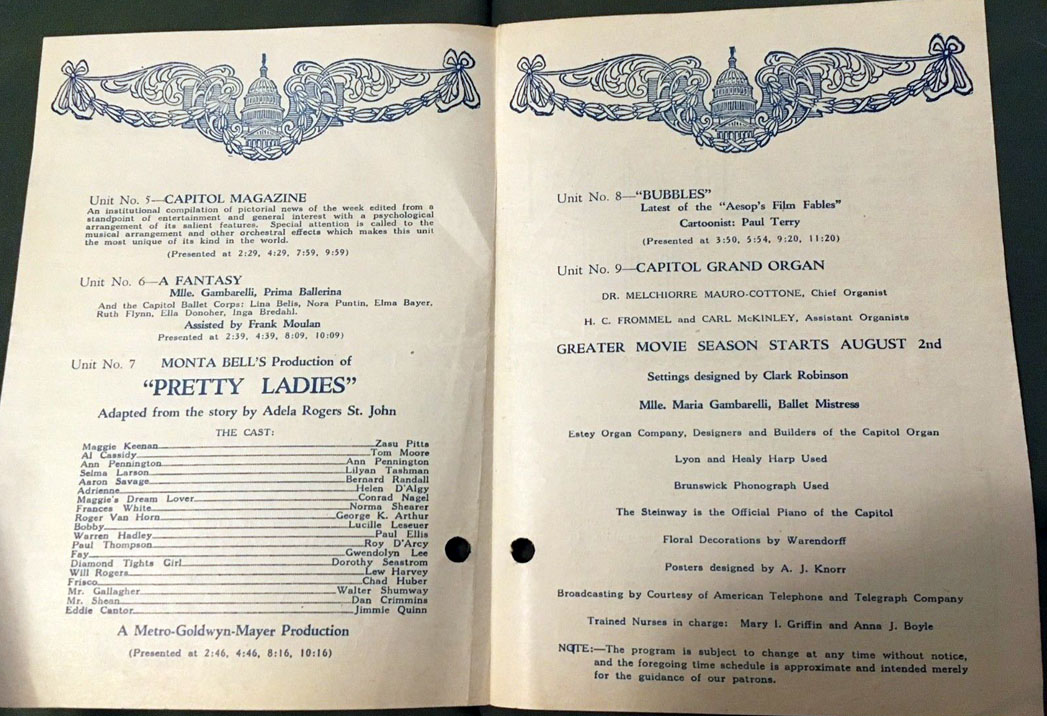 Unit No. 5—CAPITOL MAGAZINE
An institutional compilation of pictorial news of the week edited from a
standpoint of entertainment and general interest with a psychological
arrangement of its salient features. Special attention is called to the
musical arrangement and other orchestral effects which makes this unit
the most unique of its kind in the world.
(Presented at 2:29, 4:29, 7:59, 9:59)
Unit No. 6—A FANTASY
Mlle. Gambarelli, Prima Ballerina
And the Capitol Ballet Corps: Lina Belis, Nora Puntin, Elma Bayer,
Ruth Flynn, Ella Donoher, Inga Bredahl.
Assisted by Frank Moulan
(Presented at 2:39, 4:39, 8:09, 10:09)
Unit No. 7 MONTA BELL'S Production of
"PRETTY LADIES"
Adapted from the story by Adela Rogers St. John
THE CAST:
Maggie Keenan Zasu Pitts
Al Cassidy Tom Moore
Ann Pennington Ann Pennington
Selma Larson Lilyan Tashman
Aaron Savage Bernard Randall
Adrienne Helen D'Algy
Maggie's Dream Lover Conrad Nagel
Frances White Norma Shearer
Roger Van Horn George K. Arthur
Bobby Lucille Leseuer
Warren Hadley Paul Ellis
Paul Thompson Roy D'Arcy
Fay Gwendolyn Lee
Diamond Tights Girl Dorothy Seastrom
Will Rogers Lew Harvey
Frisco Chad Huber
Mr. Gallagher Walter Shumway
Mr. Shean Dan Crimmins
Eddie Cantor Jimmie Quinn
A Metro-Goldwyn-Mayer Production
(Presented at 2:46, 4:46, 8:16, 10:16)
Unit No. 8—"BUBBLES"
Latest of the "Aesop's Film Fables"
Cartoonist: Paul Terry
(Presented at 3:50, 5:54, 9:20, 11:20)
Unit No. 9—CAPITOL GRAND ORGAN
DR. MELCHIORRE MAURO-COTTONE, Chief Organist
H. C. FROMMEL and CARL McKINLEY, Assistant Organists
GREATER MOVIE SEASON STARTS AUGUST 2nd
Settings designed by Clark Robinson
Mlle. Maria Gambarelli, Ballet Mistress
Estey Organ Company, Designers and Builders of the Capitol Organ
Lyon and Healy Harp Used
Brunswick Phonograph Used
The Steinway is the Official Piano of the Capitol
Floral Decorations by Warendorff
Posters designed by A. J. Knorr
Broadcasting by Courtesy of American Telephone and Telegraph Company
Trained Nurses in charge: Mary I. Griffin and Anna J. Boyle
NOTE:—The program is subject to change at any time without notice,
and the foregoing time schedule is approximate and intended merely
for the guidance of our patrons.